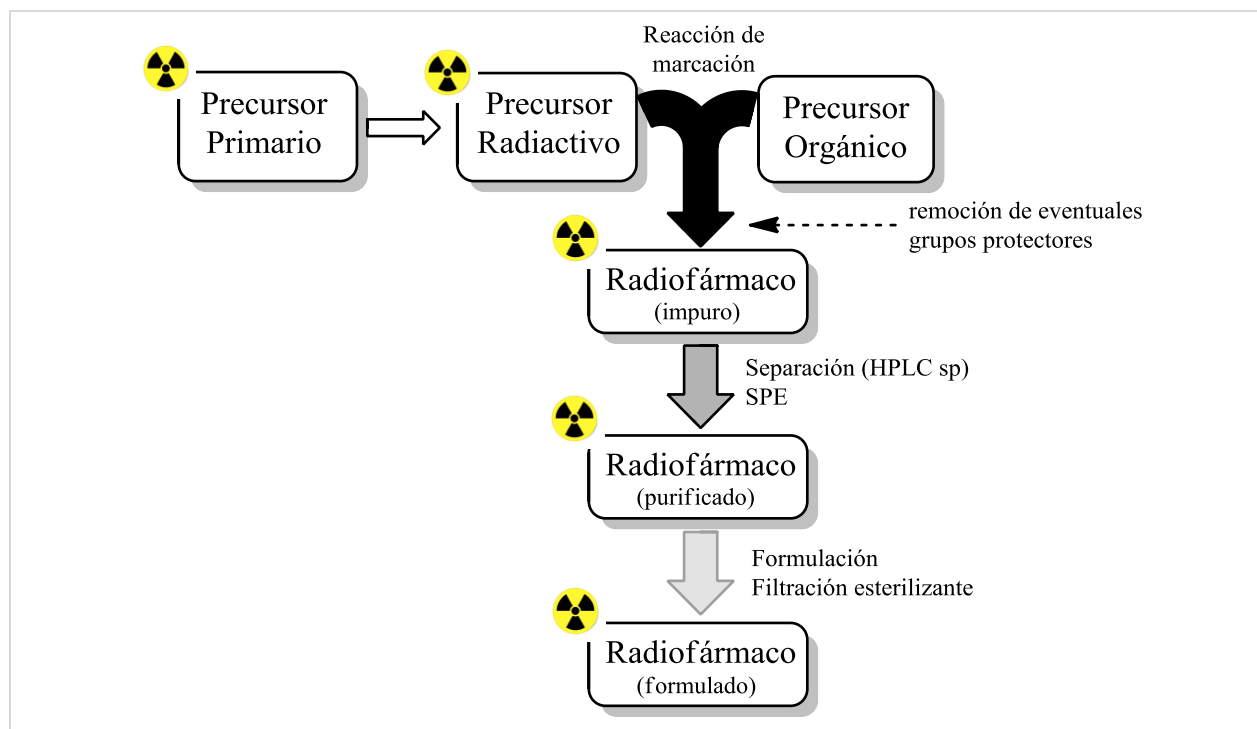 Reacción de
marcación
Precursor
Primario
Precursor
Radiactivo
Precursor
Orgánico
remoción de eventuales
grupos protectores
Radiofármaco
(impuro)
Separación (HPLC sp)
SPE
Radiofármaco
(purificado)
Formulación
Filtración esterilizante
Radiofármaco
(formulado)